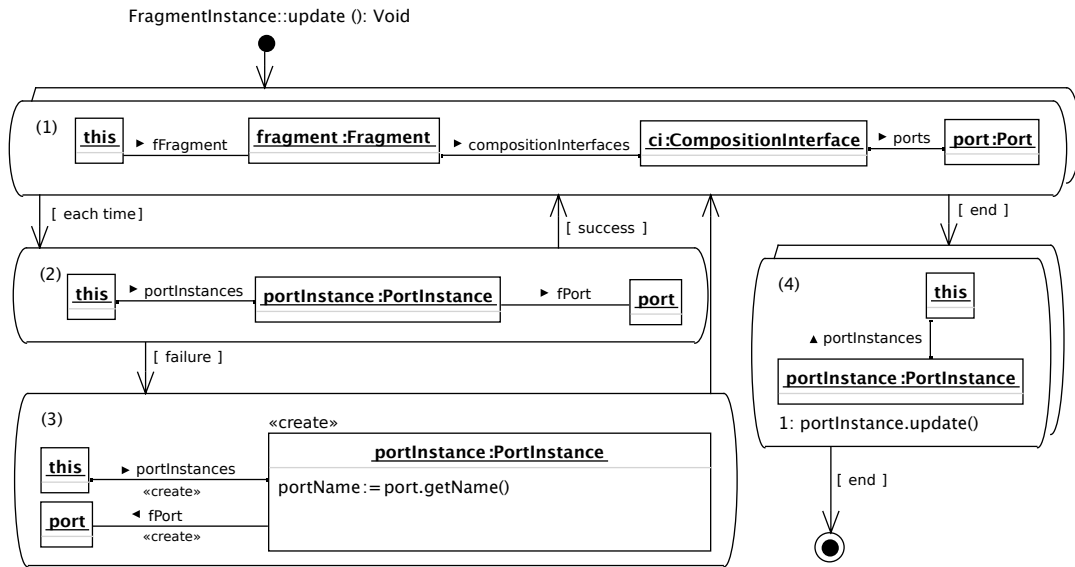 FragmentInstance::update (): Void
(1)
this
► fFragment
fragment :Fragment
► compositionInterfaces
ci :CompositionInterface
► ports
port :Port
[ each time]
[ success ]
[ end ]
(2)
this
► portInstances
portInstance :PortInstance
► fPort
port
[ failure ]
(3)
this
► portInstances
«create»
port
◄ fPort
«create»
«create»
portInstance :PortInstance
portName := port.getName()
(4)
this
▲ portInstances
portInstance :PortInstance
1: portInstance.update()
[ end ]